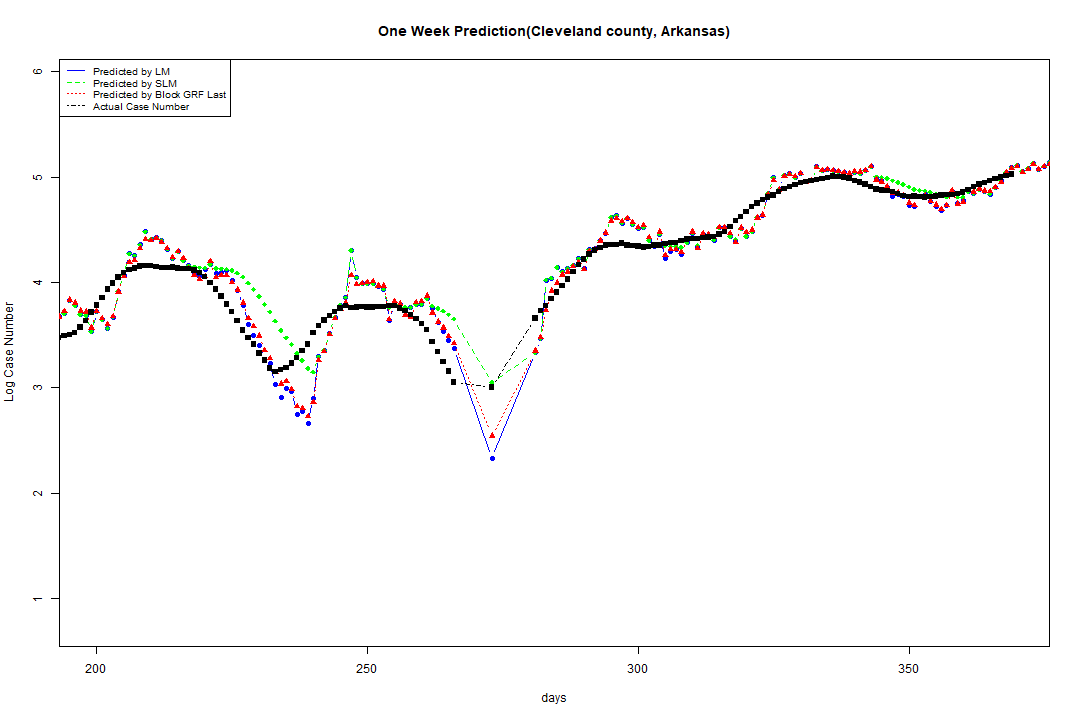 One Week Prediction(Cleveland county, Arkansas)
Predicted by LM
Predicted by SLM
Predicted by Block GRF Last
Actual Case Number
Log Case Number
6
5
4
3
2
1
200 250 300 350
days